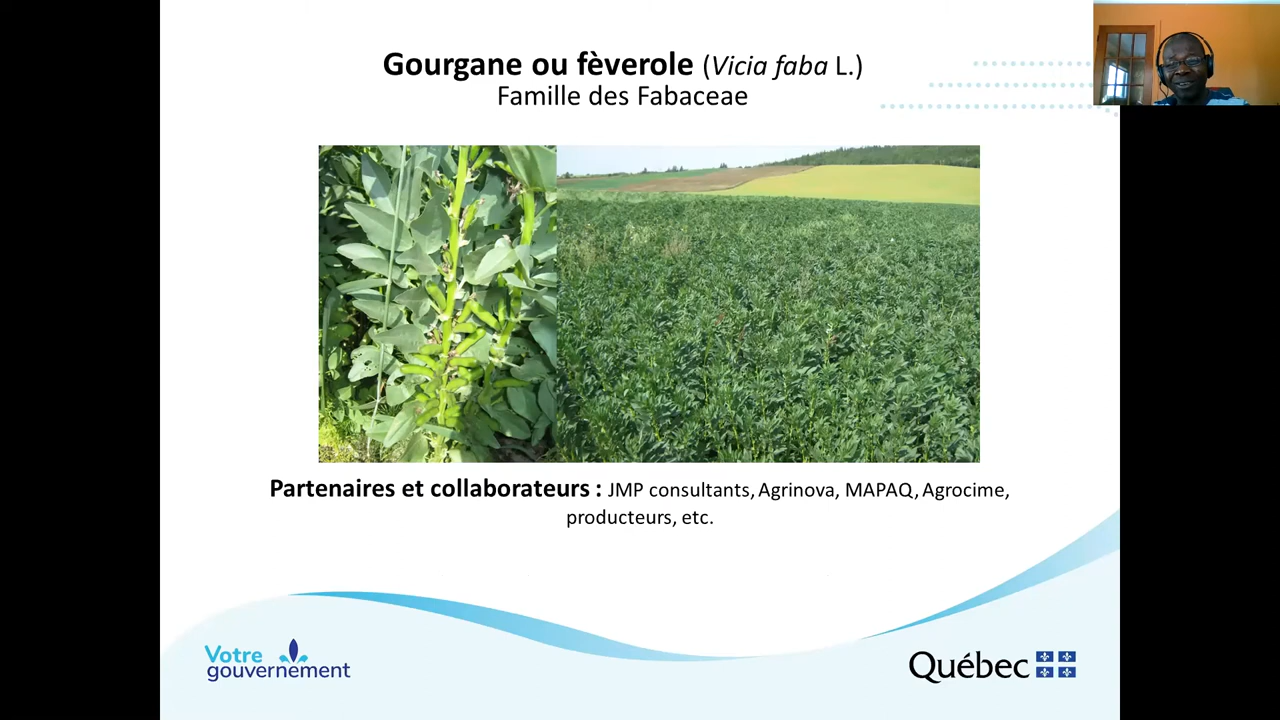 Gourgane ou fèverole (Vicia faba L.)
Famille des Fabaceae
Partenaires et collaborateurs : JMP consultants, Agrinova, MAPAQ, Agrocime,
producteurs, etc.
Votre
gouvernement
Québec